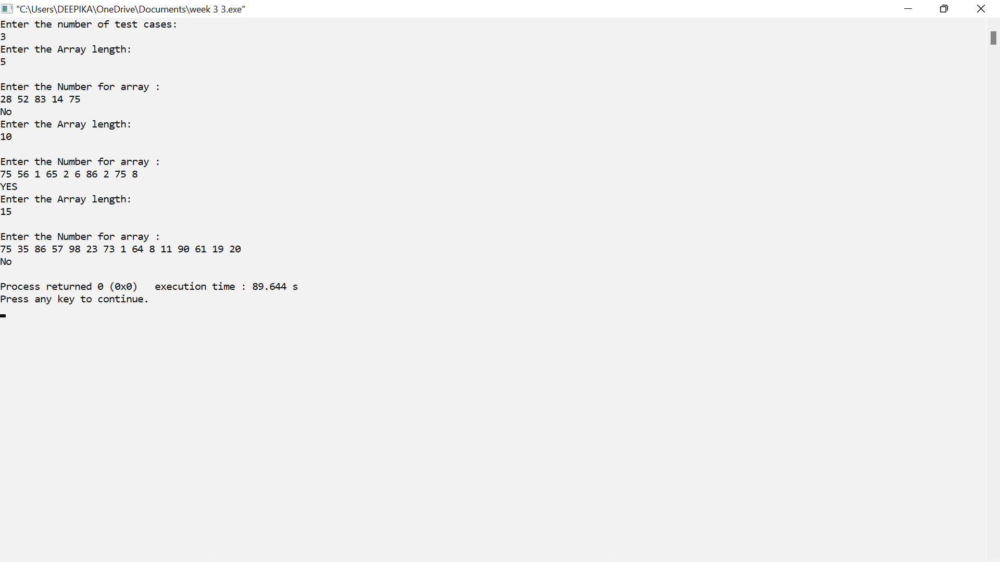 "C:\Users\DEEPIKA\OneDrive\Documents\week 3 3.exe"
Enter the number of test cases:
3
Enter the Array length:
5
Enter the Number for array :
28 52 83 14 75
No
Enter the Array length:
10
Enter the Number for array :
75 56 1 65 2 6 86 2 75 8
YES
Enter the Array length:
15
Enter the Number for array :
75 35 86 57 98 23 73 1 64 8 11 90 61 19 20
No
Process returned 0 (0x0)   execution time : 89.644 s
Press any key to continue.